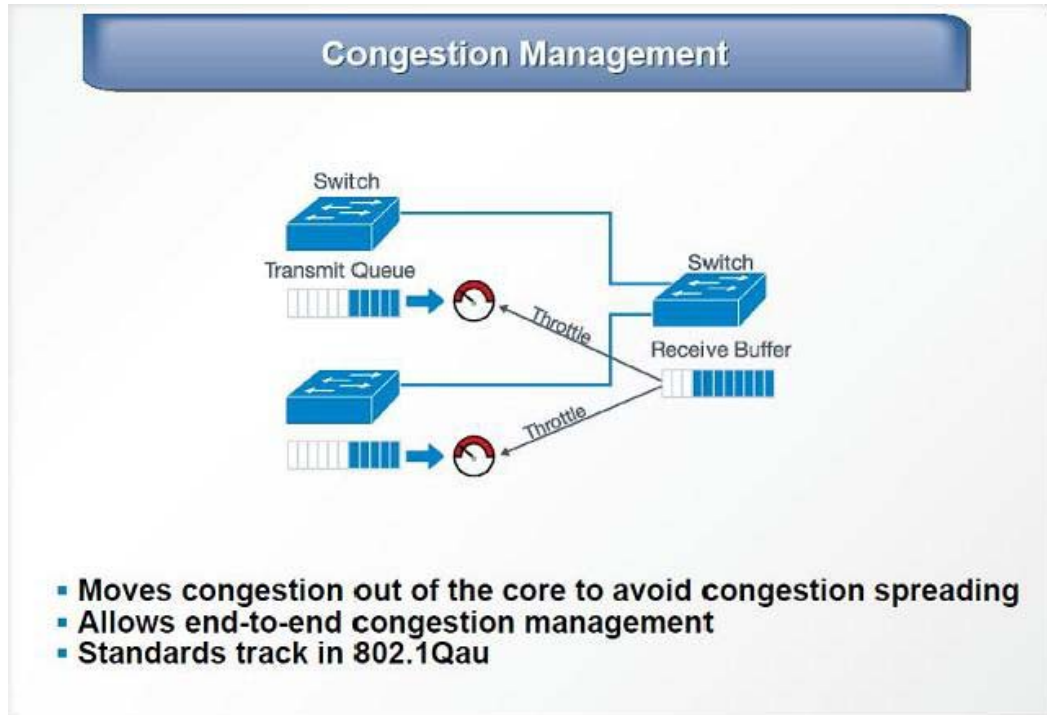 Congestion Management
Switch
Transmit Queue
Throttle
Switch
Receive Buffer
Throttle
Moves congestion out of the core to avoid congestion spreading
Allows end-to-end congestion management
Standards track in 802.1Qau